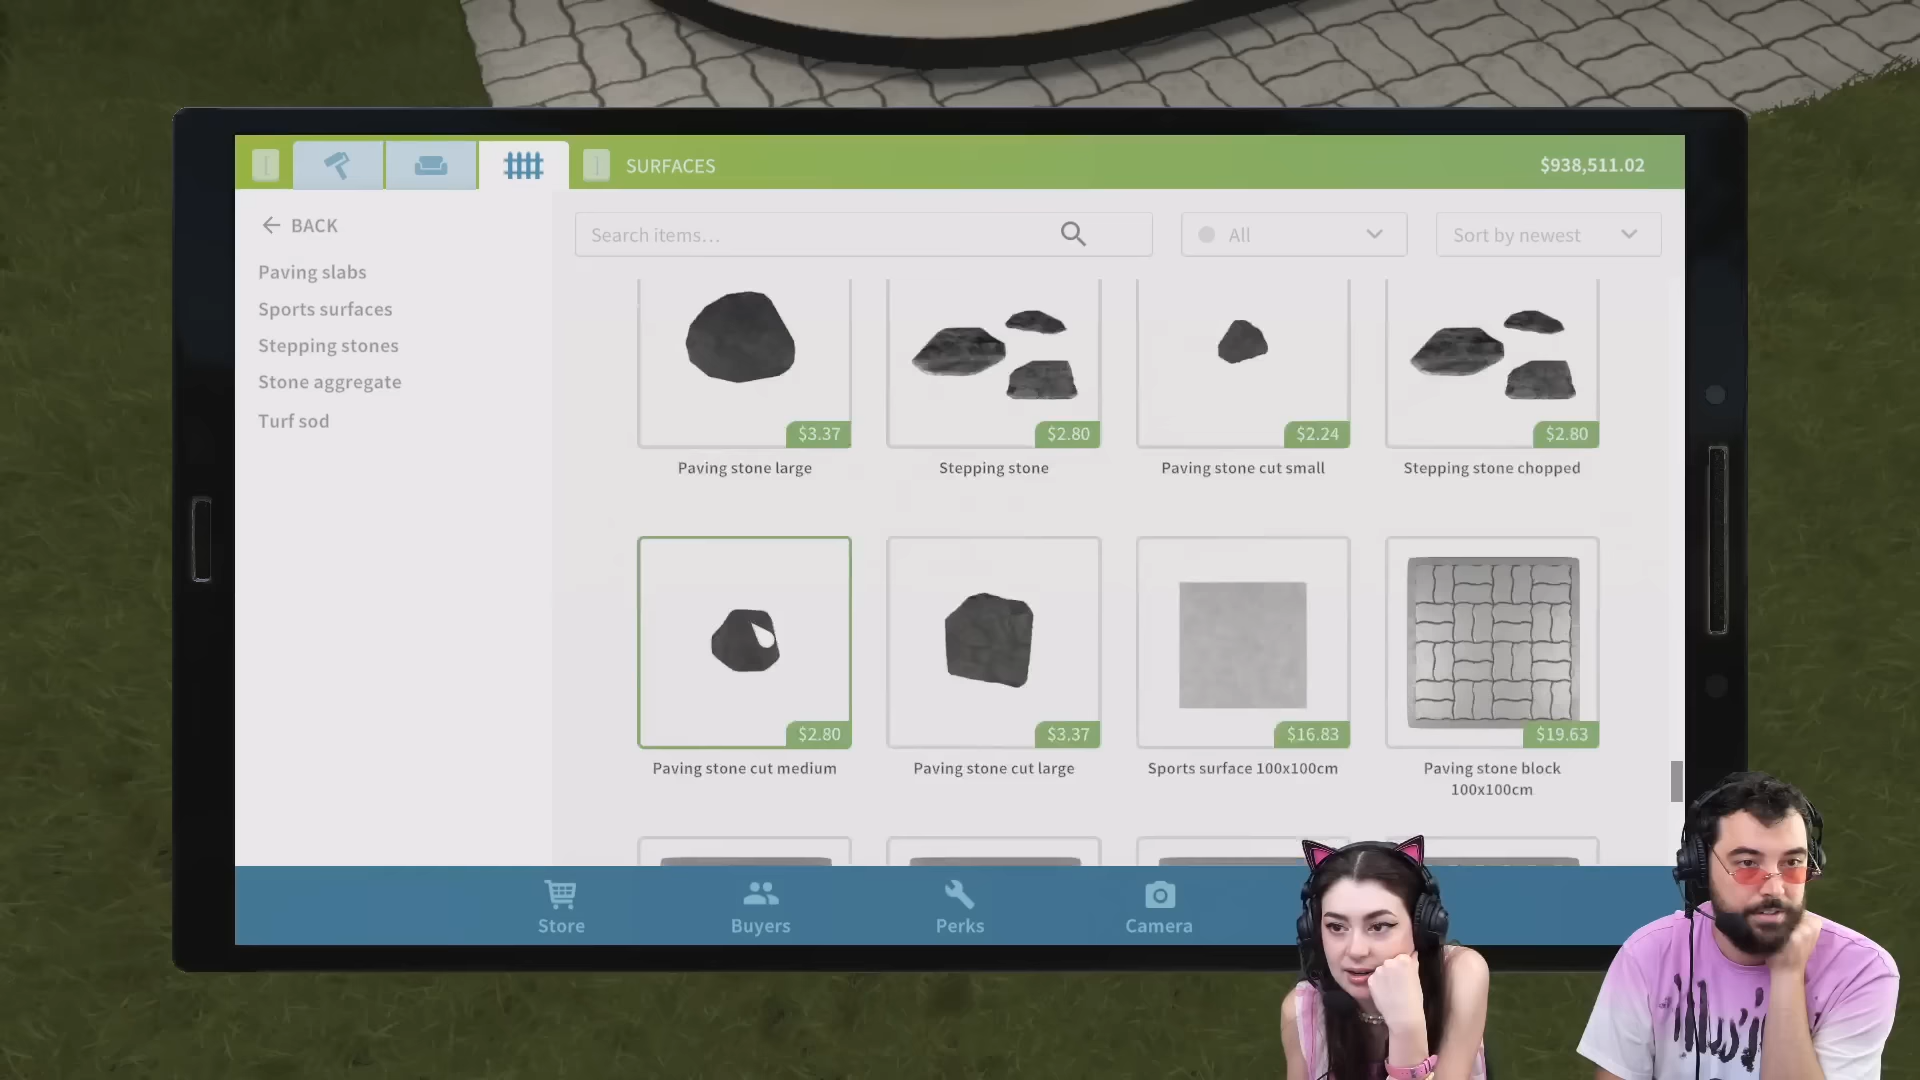 SURFACES
$938,511.02
BACK
Paving slabs
Sports surfaces
Stepping stones
Stone aggregate
Turf sod
Search items...
All
Sort by newest
$3.37
$2.80
$2.24
$2.80
Paving stone large
Stepping stone
Paving stone cut small
Stepping stone chopped
$2.80
$3.37
$16.83
$19.63
Paving stone cut medium
Paving stone cut large
Sports surface 100x100cm
Paving stone block
100x100cm
Store
Buyers
Perks
Camera